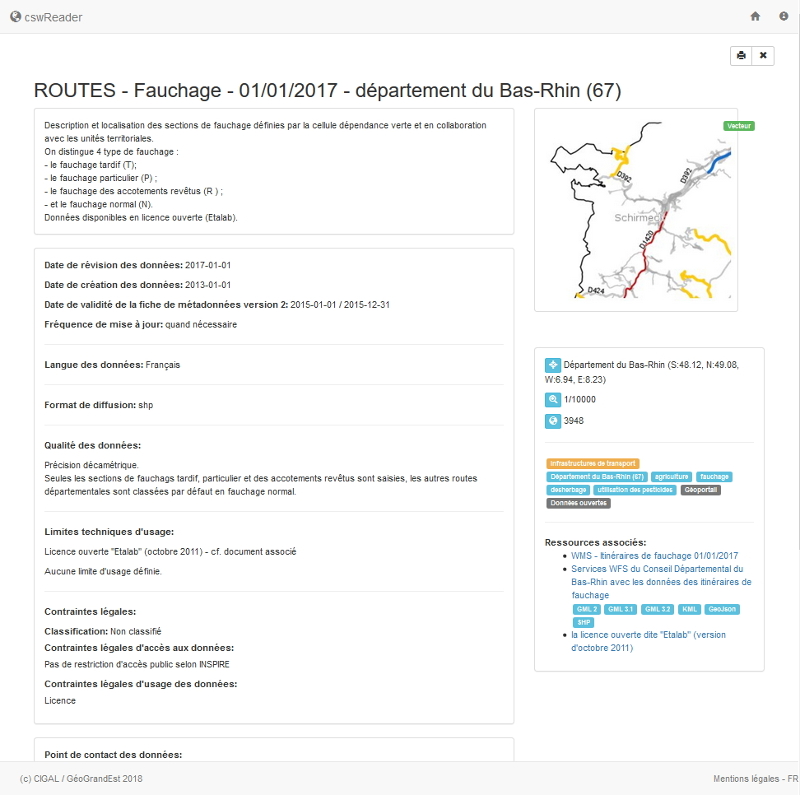 cswReader
ROUTES - Fauchage - 01/01/2017 - département du Bas-Rhin (67)
Description et localisation des sections de fauchage définies par la cellule dépendance verte et en collaboration
avec les unités territoriales.
On distingue 4 type de fauchage :
- le fauchage tardif (T);
- le fauchage particulier (P) ;
- le fauchage des accotements revêtus (R ) ;
- et le fauchage normal (N).
Données disponibles en licence ouverte (Etalab).
Date de révision des données: 2017-01-01
Date de création des données: 2013-01-01
Date de validité de la fiche de métadonnées version 2: 2015-01-01 / 2015-12-31
Fréquence de mise à jour: quand nécessaire
Langue des données: Français
Format de diffusion: shp
Qualité des données:
Précision décamétrique.
Seules les sections de fauchags tardif, particulier et des accotements revêtus sont saisies, les autres routes
départementales sont classées par défaut en fauchage normal.
Limites techniques d'usage:
Licence ouverte "Etalab" (octobre 2011) - cf. document associé
Aucune limite d'usage définie.
Contraintes légales:
Classification: Non classifié
Contraintes légales d'accès aux données:
Pas de restriction d'accès public selon INSPIRE
Contraintes légales d'usage des données:
Licence
Point de contact des données:
Vecteur
D392
D392
Schirmeck
D1420
D424
Département du Bas-Rhin (S:48.12, N:49.08,
W:6.94, E:8.23)
1/10000
3948
Infrastructures de transport
Département du Bas-Rhin (67) agriculture fauchage
desherbage utilisation des pesticides Géoportail
Données ouvertes
Ressources associés:
WMS - Itinéraires de fauchage 01/01/2017
Services WFS du Conseil Départemental du
Bas-Rhin avec les données des itinéraires de
fauchage
GML 2 GML 3.1 GML 3.2 KML GeoJson
SHP
la licence ouverte dite "Etalab" (version
d'octobre 2011)
(c) CIGAL / GéoGrandEst 2018
Mentions légales - FR